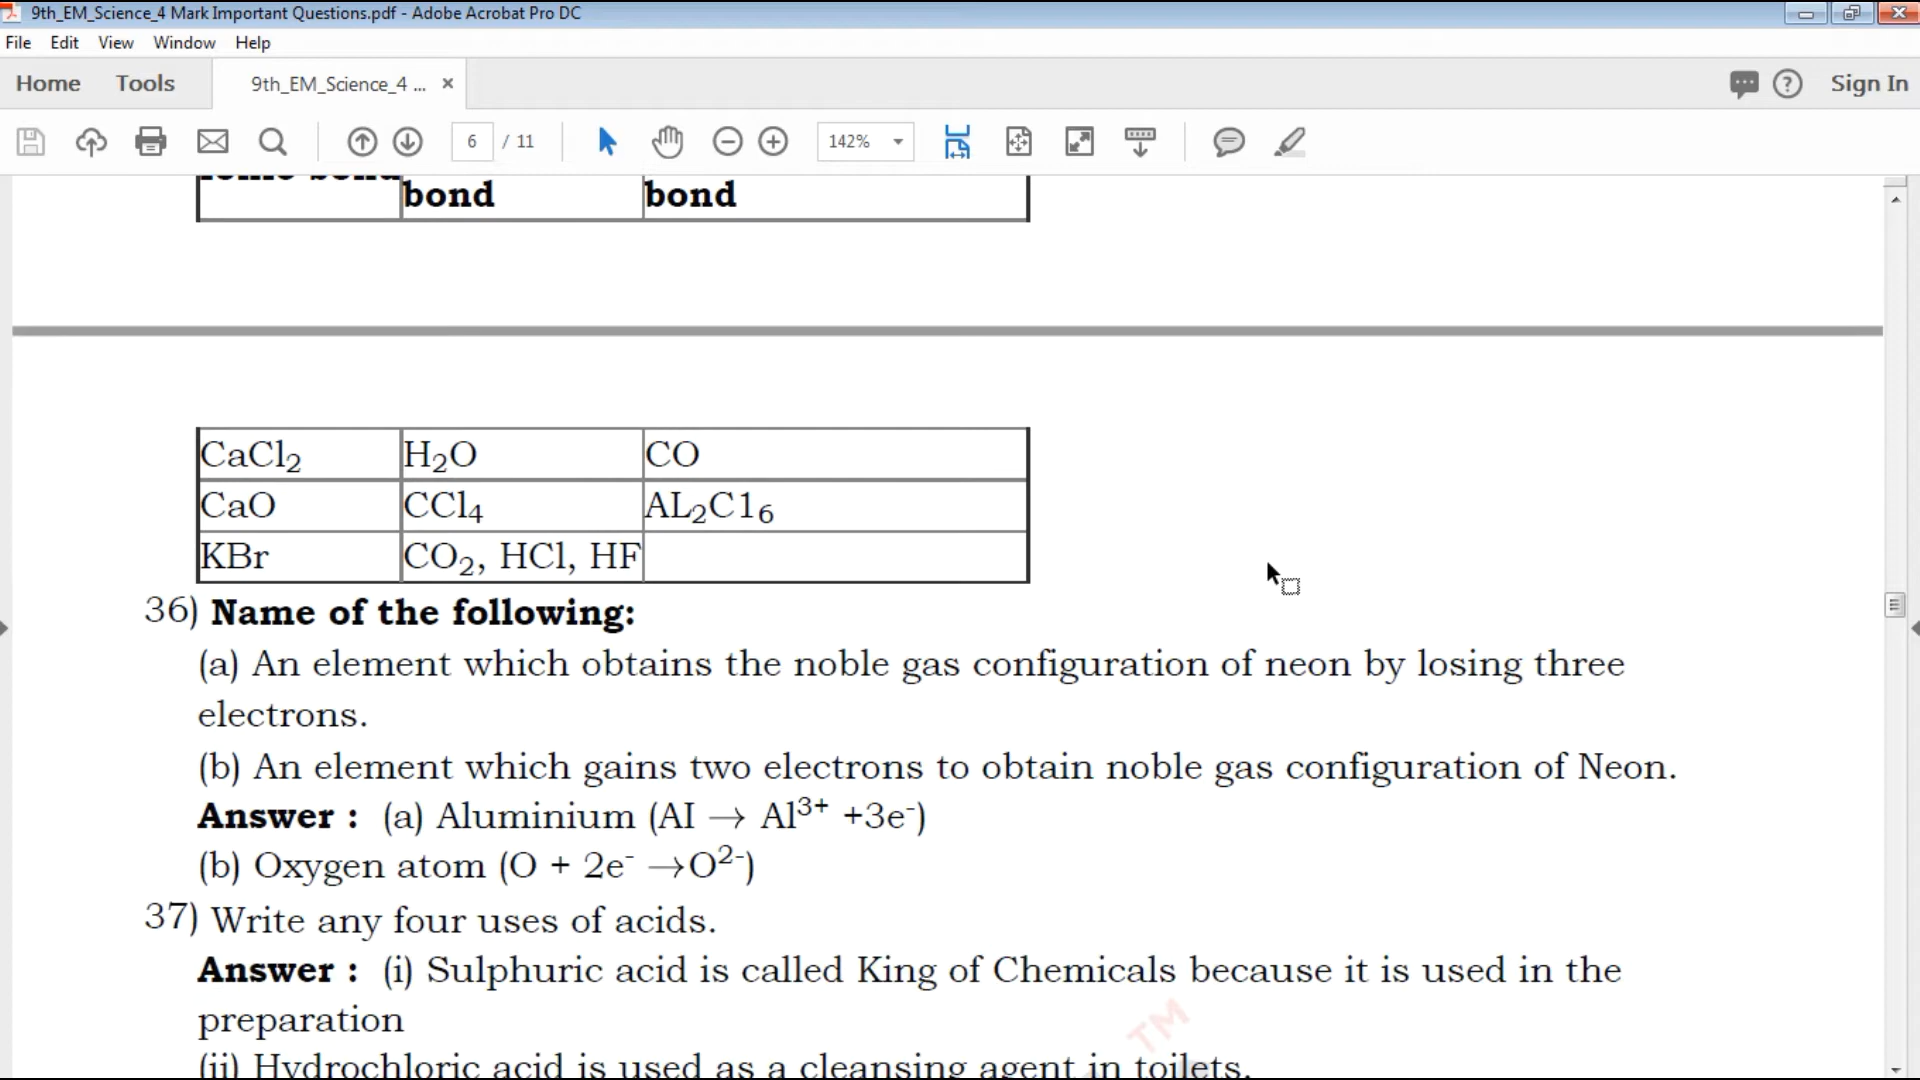 9th_EM_Science_4 Mark Important Questions.pdf - Adobe Acrobat Pro DC
File Edit View Window Help
Home Tools 9th_EM_Science_4 ... × Sign In
6 / 11 142%
bond bond
CaCl₂ H₂O CO
CaO CCl₄ AL₂C1₆
KBr CO₂, HCl, HF
36) Name of the following:
(a) An element which obtains the noble gas configuration of neon by losing three
electrons.
(b) An element which gains two electrons to obtain noble gas configuration of Neon.
Answer : (a) Aluminium (AI → Al³⁺ +3e⁻)
(b) Oxygen atom (O + 2e⁻ →O²⁻)
37) Write any four uses of acids.
Answer : (i) Sulphuric acid is called King of Chemicals because it is used in the
preparation
(ii) Hydrochloric acid is used as a cleansing agent in toilets.
TM